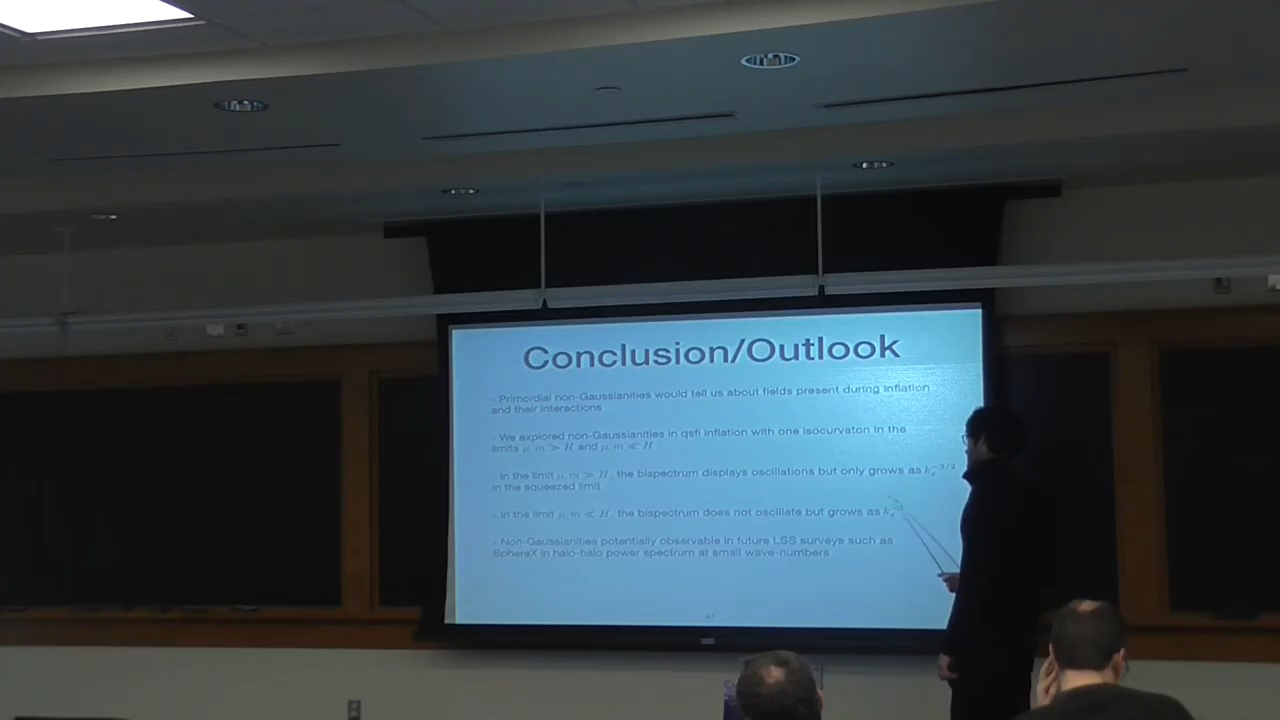 Conclusion/Outlook
- Primordial non-Gaussianities would tell us about fields present during inflation
and their interactions
- We explored non-Gaussianities in qsfi inflation with one isocurvaton in the
limits μ, m ≫ H and μ, m ≪ H
- In the limit μ, m ≫ H, the bispectrum displays oscillations but only grows as k_s^{-3/2}
in the squeezed limit
- In the limit μ, m ≪ H, the bispectrum does not oscillate but grows as
- Non-Gaussianities potentially observable in future LSS surveys such as
SphereX in halo-halo power spectrum at small wave-numbers